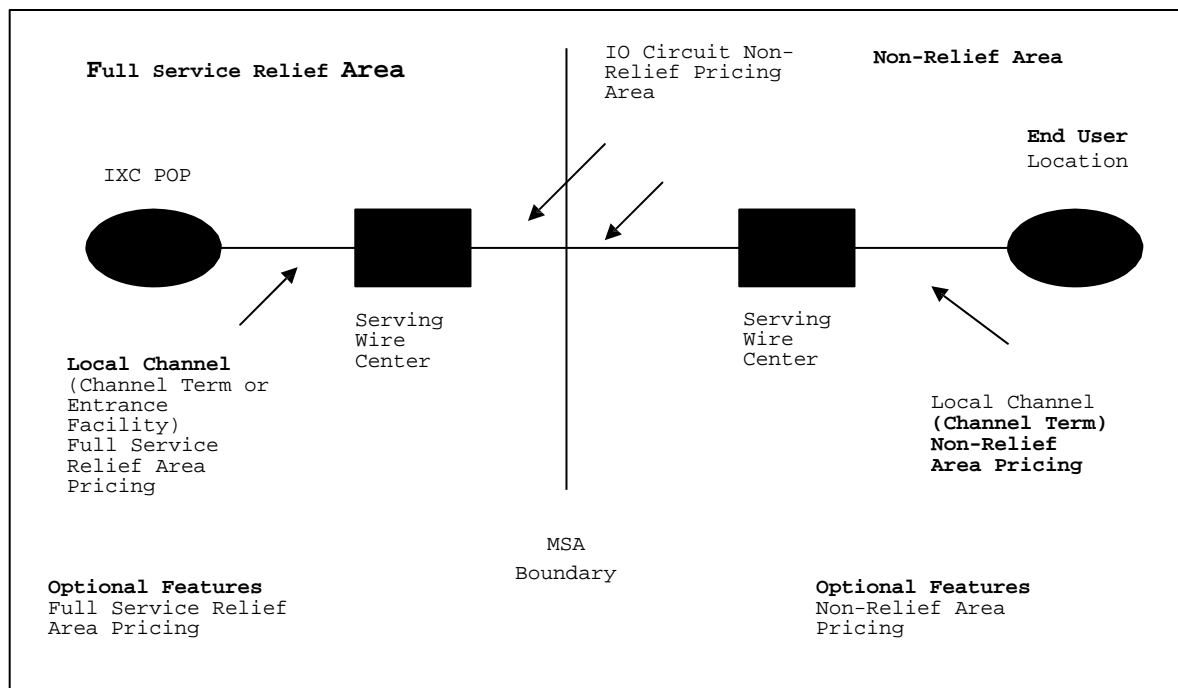 Full Service Relief Area
IO Circuit Non-
Relief Pricing
Area
Non-Relief Area
End User
Location
IXC POP
Serving
Wire
Center
Serving
Wire
Center
Local Channel
(Channel Term or
Entrance
Facility)
Full Service
Relief Area
Pricing
Local Channel
(Channel Term)
Non-Relief
Area Pricing
MSA
Boundary
Optional Features
Full Service Relief
Area Pricing
Optional Features
Non-Relief Area
Pricing